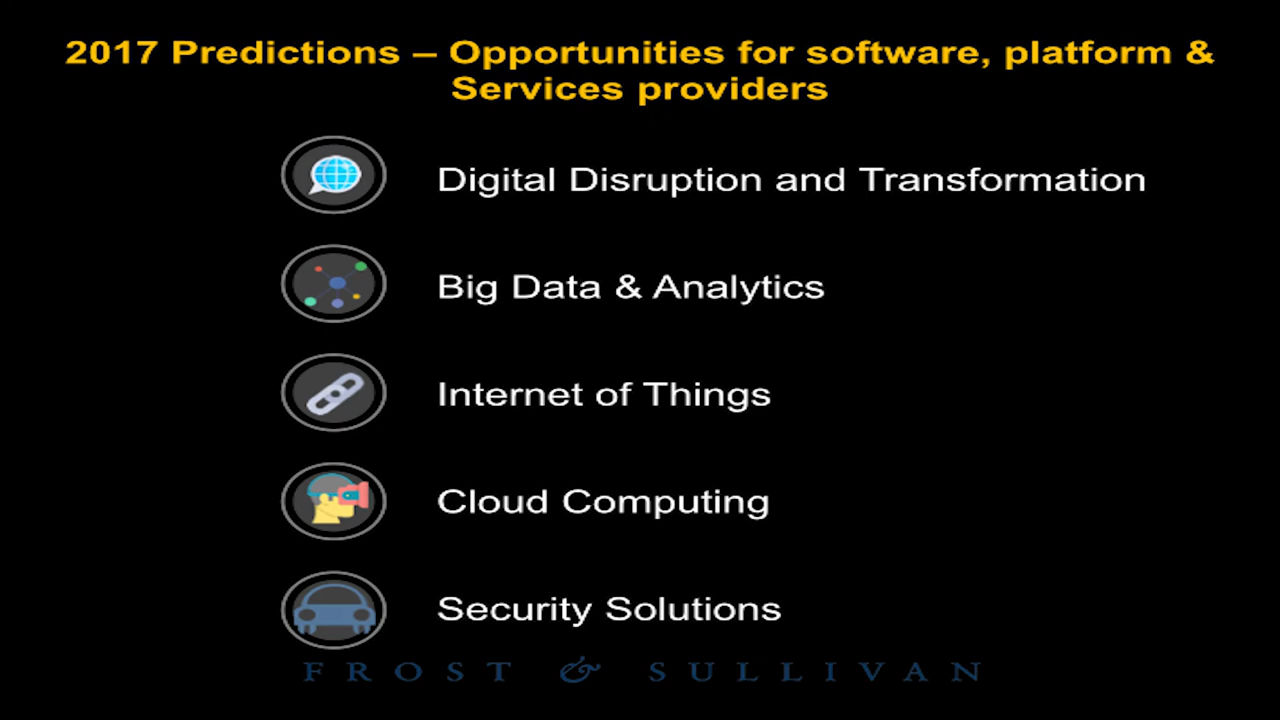 2017 Predictions – Opportunities for software, platform &
Services providers
Digital Disruption and Transformation
Big Data & Analytics
Internet of Things
Cloud Computing
Security Solutions
FROST & SULLIVAN